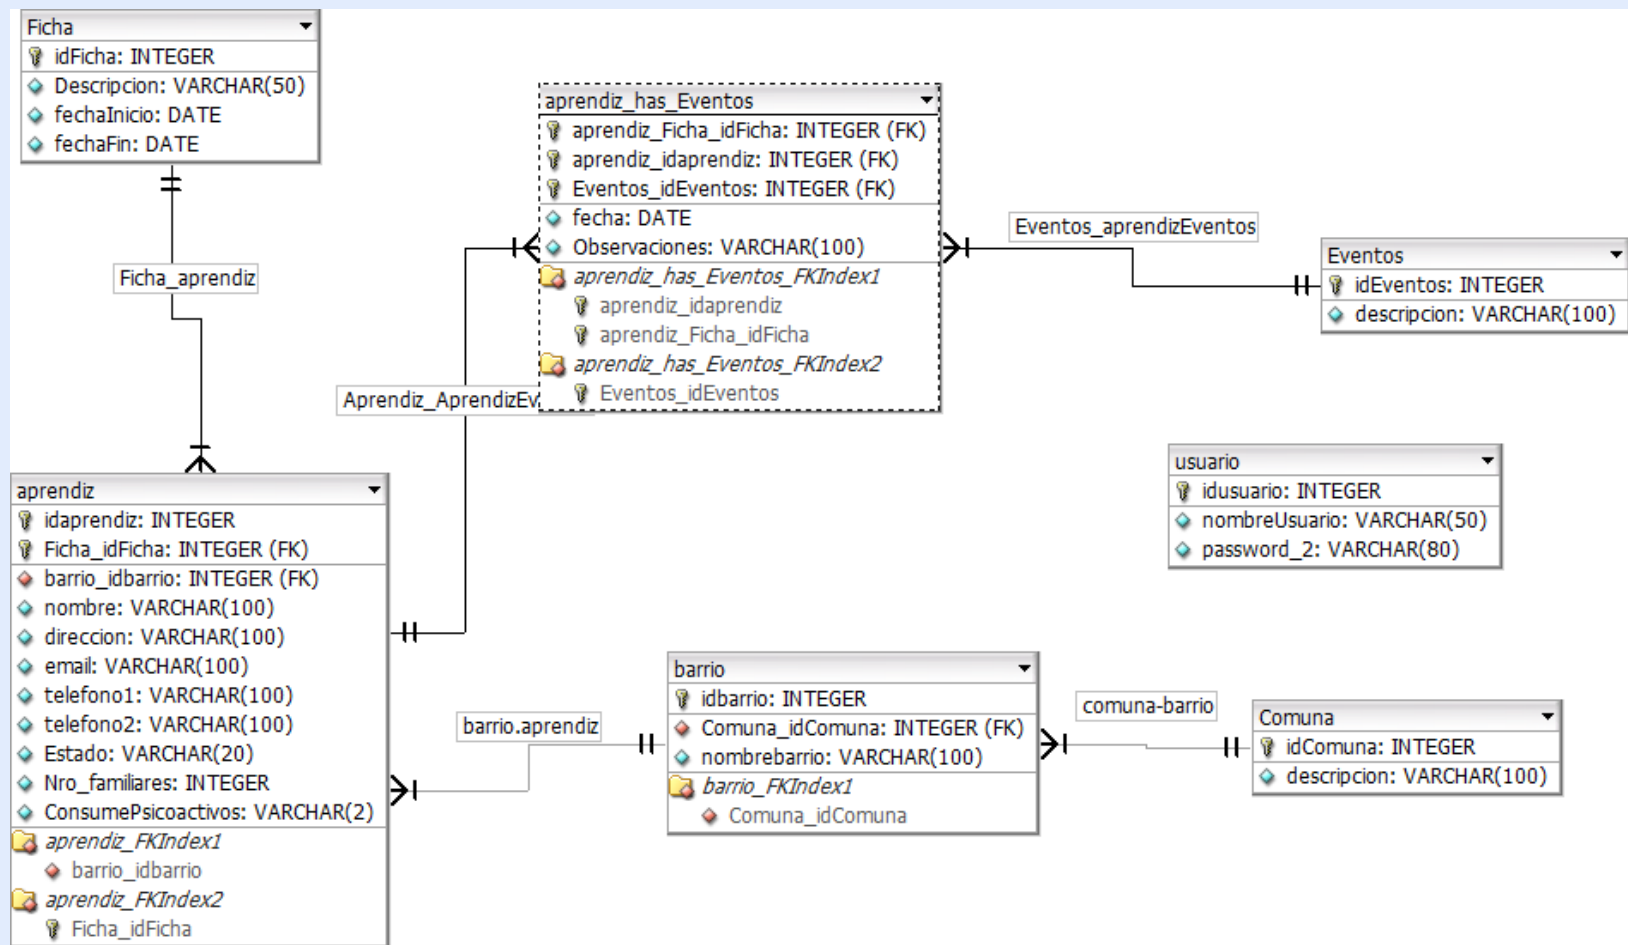 Ficha
idFicha: INTEGER
Descripcion: VARCHAR(50)
fechaInicio: DATE
fechaFin: DATE
Ficha_aprendiz
aprendiz_has_Eventos
aprendiz_Ficha_idFicha: INTEGER (FK)
aprendiz_idaprendiz: INTEGER (FK)
Eventos_idEventos: INTEGER (FK)
fecha: DATE
Observaciones: VARCHAR(100)
aprendiz_has_Eventos_FKIndex1
aprendiz_idaprendiz
aprendiz_Ficha_idFicha
aprendiz_has_Eventos_FKIndex2
Eventos_idEventos
Eventos_aprendizEventos
Eventos
idEventos: INTEGER
descripcion: VARCHAR(100)
Aprendiz_AprendizEv
usuario
idusuario: INTEGER
nombreUsuario: VARCHAR(50)
password_2: VARCHAR(80)
aprendiz
idaprendiz: INTEGER
Ficha_idFicha: INTEGER (FK)
barrio_idbarrio: INTEGER (FK)
nombre: VARCHAR(100)
direccion: VARCHAR(100)
email: VARCHAR(100)
telefono1: VARCHAR(100)
telefono2: VARCHAR(100)
Estado: VARCHAR(20)
Nro_familiares: INTEGER
ConsumePsicoactivos: VARCHAR(2)
aprendiz_FKIndex1
barrio_idbarrio
aprendiz_FKIndex2
Ficha_idFicha
barrio.aprendiz
barrio
idbarrio: INTEGER
Comuna_idComuna: INTEGER (FK)
nombrebarrio: VARCHAR(100)
barrio_FKIndex1
Comuna_idComuna
comuna-barrio
Comuna
idComuna: INTEGER
descripcion: VARCHAR(100)